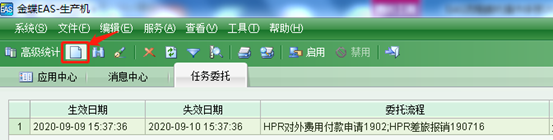 金蝶EAS-生产机
系统(S) 文件(F) 编辑(E) 服务(A) 查看(V) 工具(T) 帮助(H)
高级统计 启用 禁用
应用中心 消息中心 任务委托
生效日期 失效日期 委托流程
1 2020-09-09 15:37:36 2020-09-10 15:37:36 HPR对外费用付款申请1902;HPR差旅报销190716